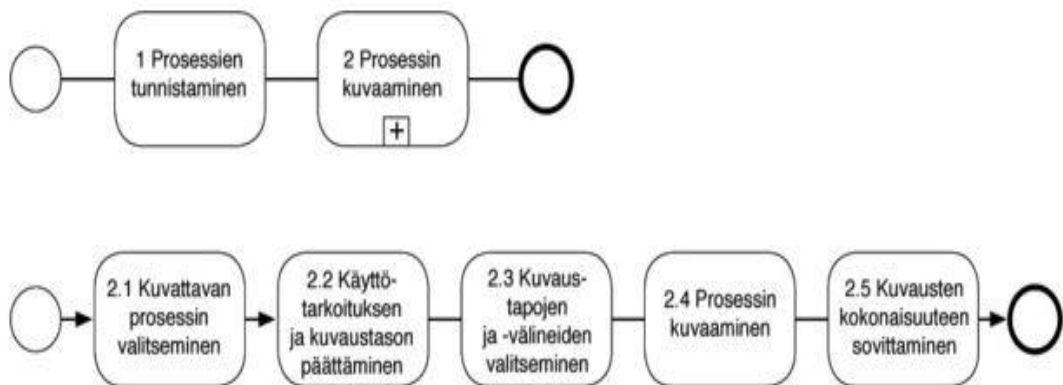 1 Prosessien
tunnistaminen
2 Prosessin
kuvaaminen
+
2.1 Kuvattavan
prosessin
valitseminen
2.2 Käyttö-
tarkoituksen
ja kuvaustason
päättäminen
2.3 Kuvaus-
tapojen
ja -välineiden
valitseminen
2.4 Prosessin
kuvaaminen
2.5 Kuvausten
kokonaisuuteen
sovittaminen